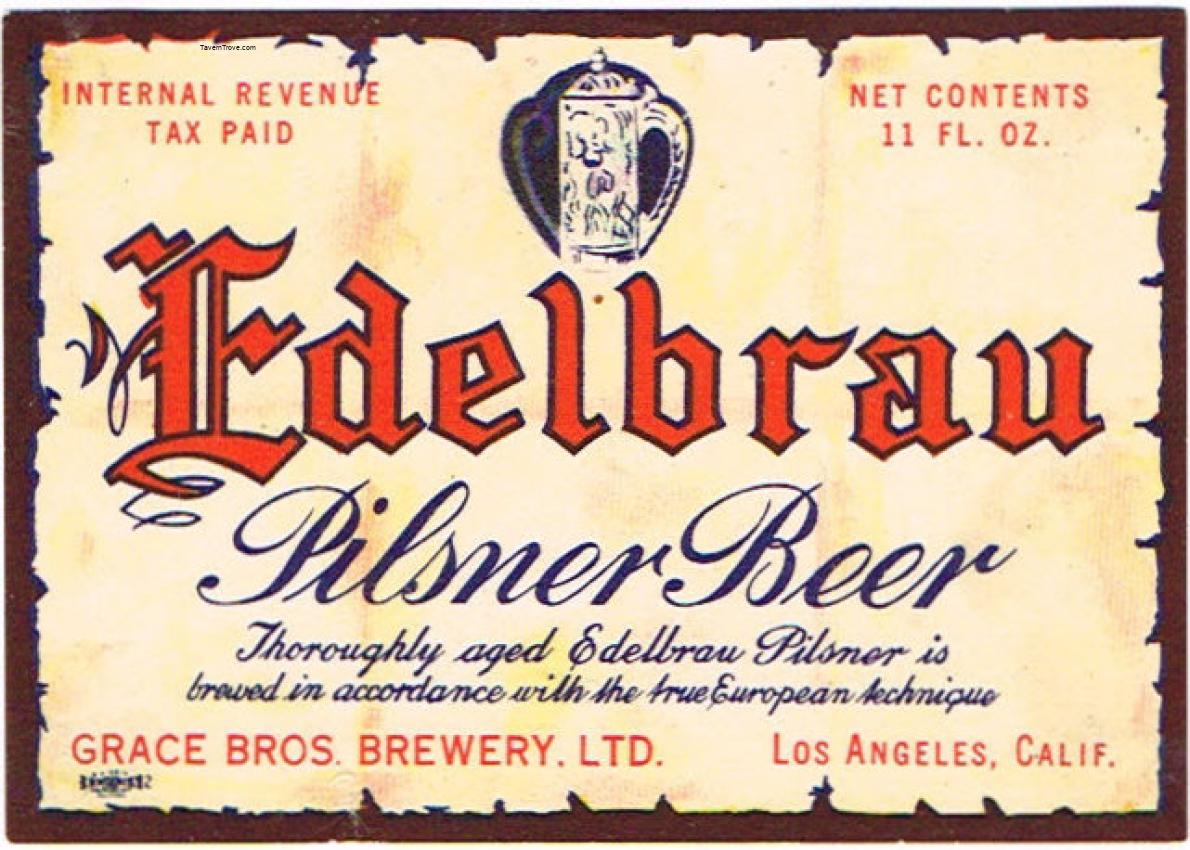 TavernTrove.com
INTERNAL REVENUE
TAX PAID
NET CONTENTS
11 FL. OZ.
Edelbrau
Pilsner Beer
Thoroughly aged Edelbrau Pilsner is
brewed in accordance with the true European technique
GRACE BROS. BREWERY. LTD.
LOS ANGELES, CALIF.